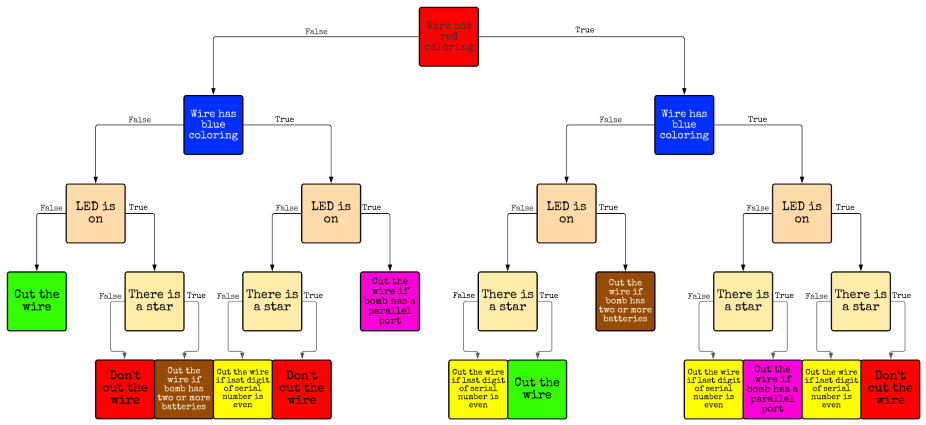 Wire has
red
coloring
False
True
Wire has
blue
coloring
Wire has
blue
coloring
False
True
False
True
LED is
on
LED is
on
LED is
on
LED is
on
False
True
False
True
False
True
False
True
Cut the
wire
There is
a star
There is
a star
Cut the
wire if
bomb has a
parallel
port
There is
a star
Cut the
wire if
bomb has
two or more
batteries
There is
a star
There is
a star
False
True
False
True
False
True
False
True
False
True
Don't
cut the
wire
Cut the
wire if
bomb has
two or more
batteries
Cut the wire
if last digit
of serial
number is
even
Don't
cut the
wire
Cut the wire
if last digit
of serial
number is
even
Cut the
wire
Cut the wire
if last digit
of serial
number is
even
Cut the
wire if
bomb has a
parallel
port
Cut the wire
if last digit
of serial
number is
even
Don't
cut the
wire